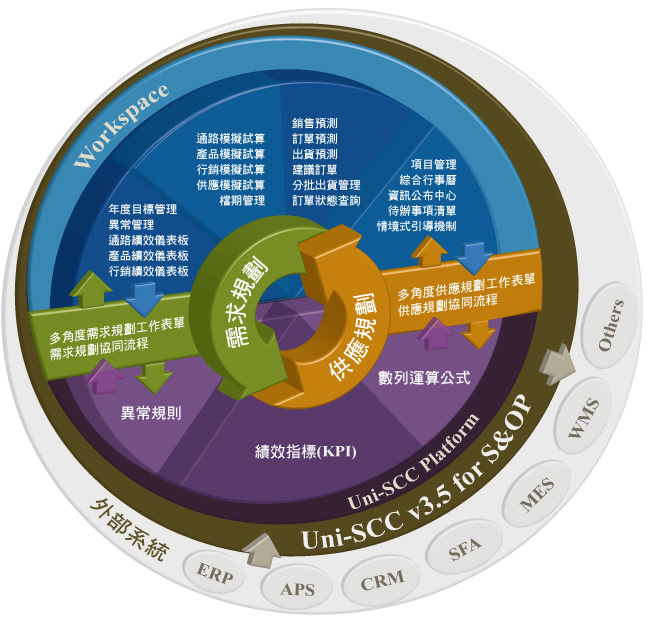 Workspace
通路模擬試算
產品模擬試算
行銷模擬試算
供應模擬試算
檔期管理
銷售預測
訂單預測
出貨預測
建議訂單
分批出貨管理
訂單狀態查詢
項目管理
綜合行事曆
資訊公布中心
待辦事項清單
情境式引導機制
年度目標管理
異常管理
通路績效儀表板
產品績效儀表板
行銷績效儀表板
需求規劃
供應規劃
多角度需求規劃工作表單
需求規劃協同流程
多角度供應規劃工作表單
供應規劃協同流程
異常規則
績效指標(KPI)
數列運算公式
Uni-SCC Platform
Uni-SCC v3.5 for S&OP
外部系統
ERP
APS
CRM
SFA
MES
WMS
Others